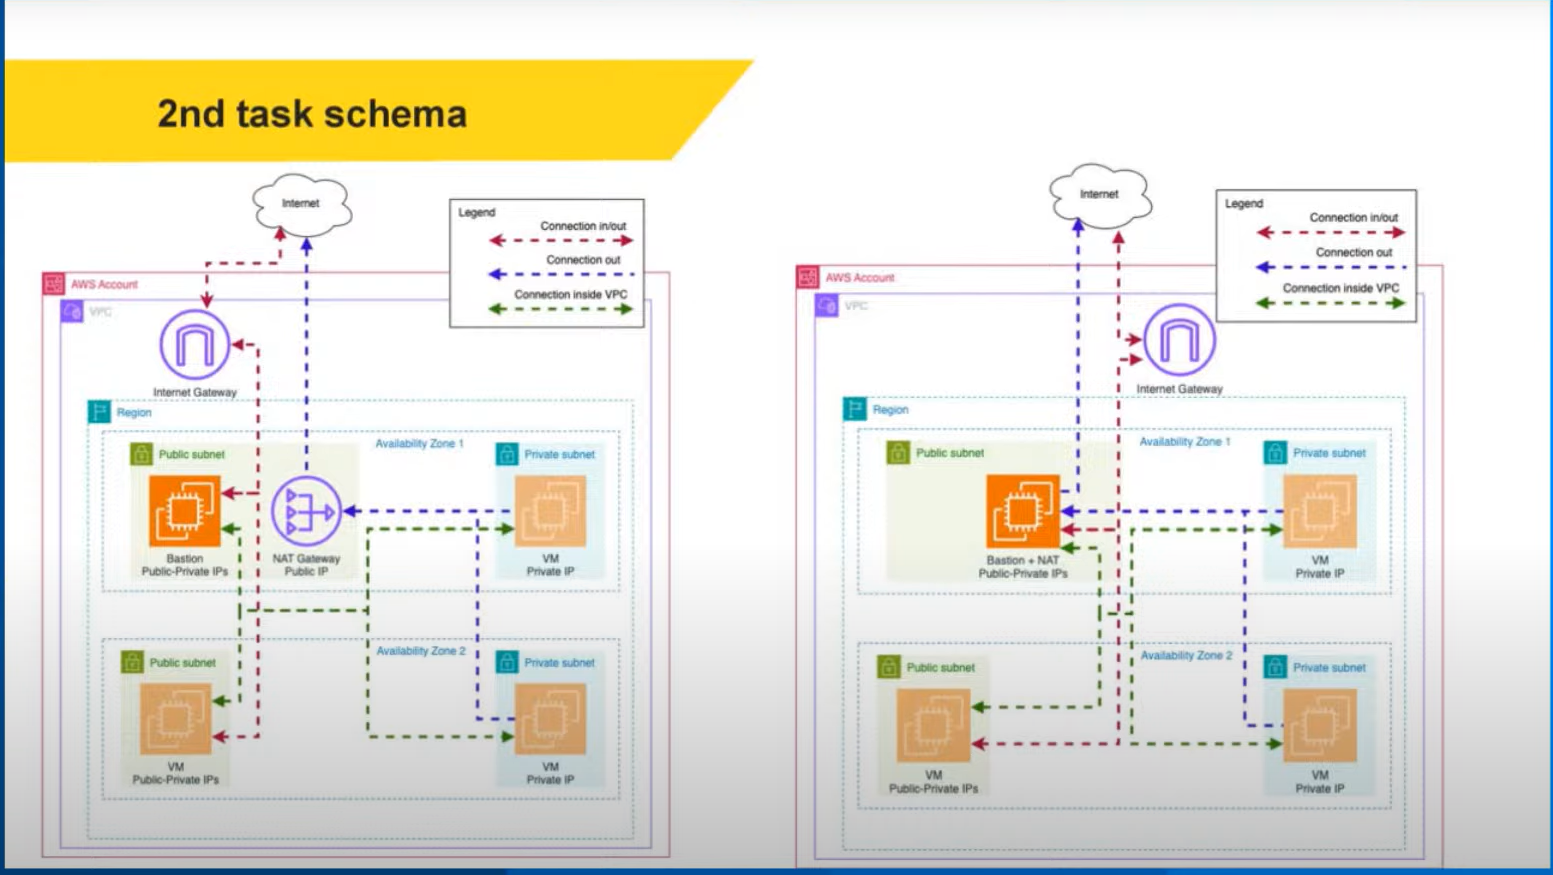 2nd task schema
Internet
Legend
Connection in/out
Connection out
Connection inside VPC
AWS Account
VPC
Internet Gateway
Region
Availability Zone 1
Public subnet
Private subnet
Bastion
Public-Private IPs
NAT Gateway
Public IP
VM
Private IP
Availability Zone 2
Public subnet
Private subnet
VM
Public-Private IPs
VM
Private IP
Internet
Legend
Connection in/out
Connection out
Connection inside VPC
AWS Account
VPC
Internet Gateway
Region
Availability Zone 1
Public subnet
Private subnet
Bastion + NAT
Public-Private IPs
VM
Private IP
Availability Zone 2
Public subnet
Private subnet
VM
Public-Private IPs
VM
Private IP